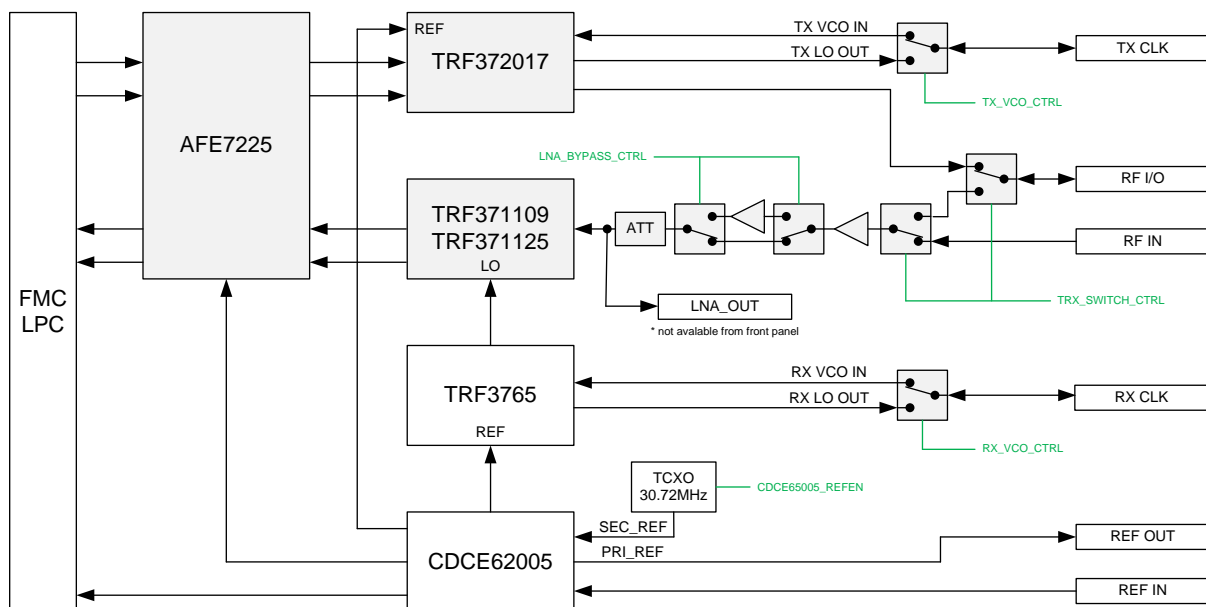 REF
TRF372017
TX VCO IN
TX LO OUT
TX CLK
TX_VCO_CTRL
AFE7225
LNA_BYPASS_CTRL
RF I/O
TRF371109
TRF371125
LO
ATT
RF IN
TRX_SWITCH_CTRL
LNA_OUT
* not avalable from front panel
FMC
LPC
TRF3765
REF
RX VCO IN
RX LO OUT
RX CLK
RX_VCO_CTRL
TCXO
30.72MHz
CDCE65005_REFEN
SEC_REF
PRI_REF
CDCE62005
REF OUT
REF IN